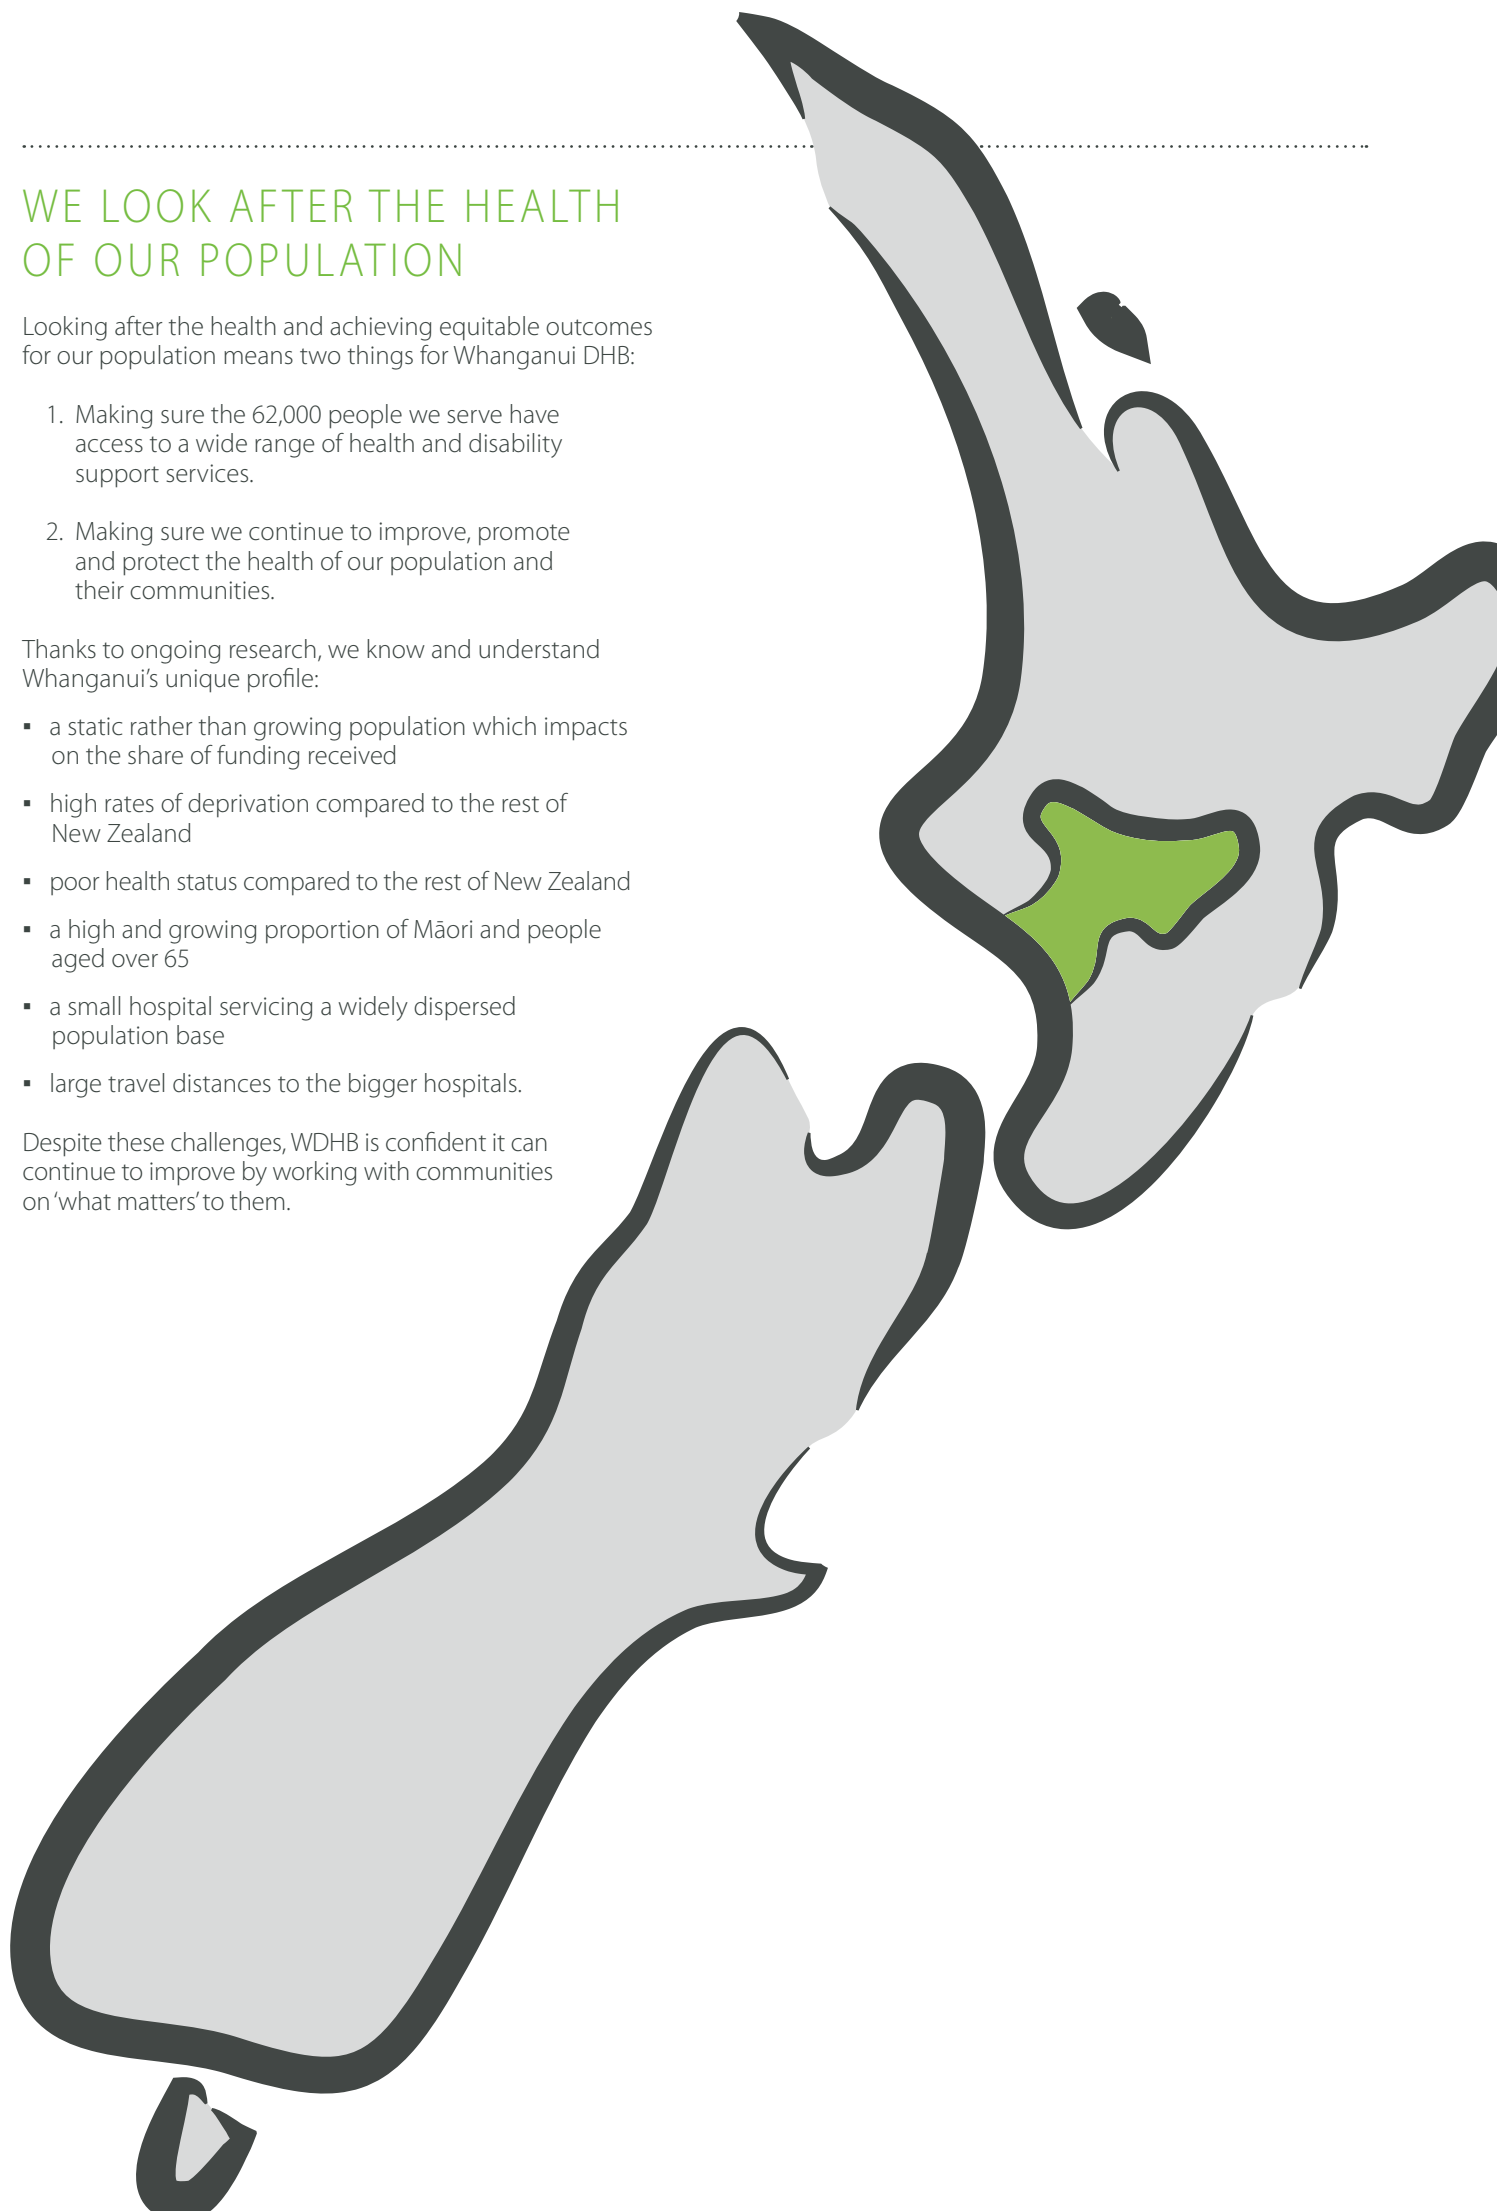 WE LOOK AFTER THE HEALTH
OF OUR POPULATION
Looking after the health and achieving equitable outcomes
for our population means two things for Whanganui DHB:
1. Making sure the 62,000 people we serve have
access to a wide range of health and disability
support services.
2. Making sure we continue to improve, promote
and protect the health of our population and
their communities.
Thanks to ongoing research, we know and understand
Whanganui’s unique profile:
▪ a static rather than growing population which impacts
on the share of funding received
▪ high rates of deprivation compared to the rest of
New Zealand
▪ poor health status compared to the rest of New Zealand
▪ a high and growing proportion of Māori and people
aged over 65
▪ a small hospital servicing a widely dispersed
population base
▪ large travel distances to the bigger hospitals.
Despite these challenges, WDHB is confident it can
continue to improve by working with communities
on ‘what matters’ to them.